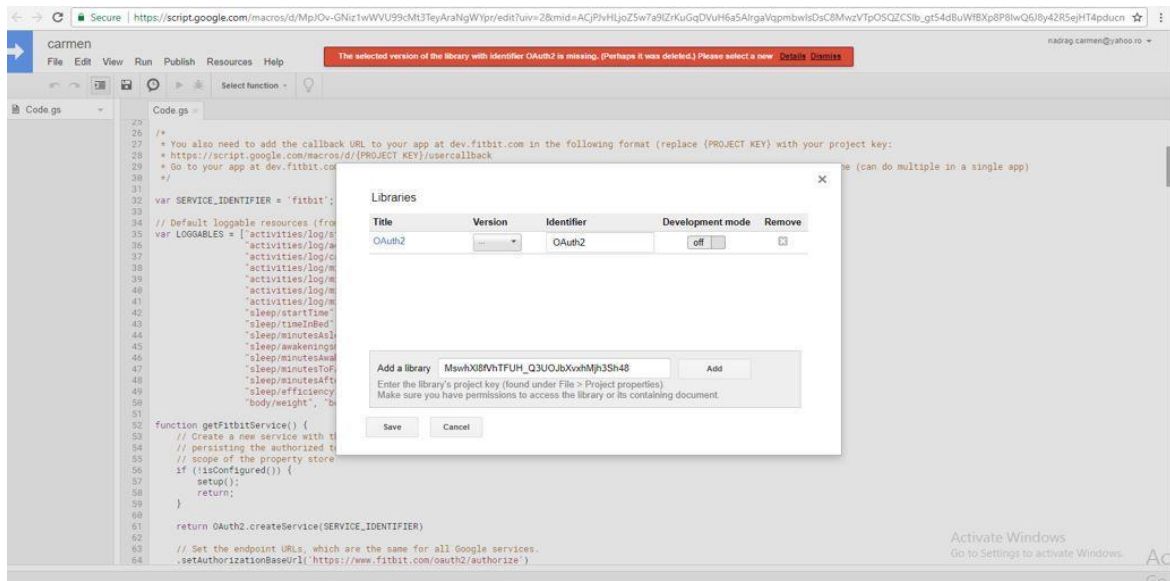 Secure https://script.google.com/macros/d/MpJOv-GNiz1wWVU99cMt3TeyAraNgWYpr/edit?uiv=2&mid=
carmen
nadrag.carmen@yahoo.ro
File Edit View Run Publish Resources Help
The selected version of the library with identifier OAuth2 is missing. (Perhaps it was deleted.) Please select a new Details Dismiss
Select function
Code.gs
Code.gs
25
26 /*
27 * You also need to add the callback URL to your app at dev.fitbit.com in the following format (replace {PROJECT KEY} with your project key:
28 * https://script.google.com/macros/d/{PROJECT KEY}/usercallback
29 * Go to your app at dev.fitbit.com (can do multiple in a single app)
30 */
31
32 var SERVICE_IDENTIFIER = 'fitbit';
33
34 // Default loggable resources (fro
35 var LOGGABLES = ["activities/log/s
36 "activities/log/a
37 "activities/log/c
38 "activities/log/m
39 "activities/log/m
40 "activities/log/m
41 "activities/log/m
42 "sleep/startTime"
43 "sleep/timeInBed"
44 "sleep/minutesAsl
45 "sleep/awakenings
46 "sleep/minutesAwa
47 "sleep/minutesToF
48 "sleep/minutesAft
49 "sleep/efficiency
50 "body/weight", "b
51
52 function getFitbitService() {
53 // Create a new service with t
54 // persisting the authorized t
55 // scope of the property store
56 if (!isConfigured()) {
57 setup();
58 return;
59 }
60
61 return OAuth2.createService(SERVICE_IDENTIFIER)
62
63 // Set the endpoint URLs, which are the same for all Google services.
64 .setAuthorizationBaseUrl('https://www.fitbit.com/oauth2/authorize')
Libraries
Title Version Identifier Development mode Remove
OAuth2 ... OAuth2 off
Add a library MswhXl8fVhTFUH_Q3UOJbXvxhMjh3Sh48 Add
Enter the library's project key (found under File > Project properties).
Make sure you have permissions to access the library or its containing document.
Save Cancel
Activate Windows
Go to Settings to activate Windows.
Ac